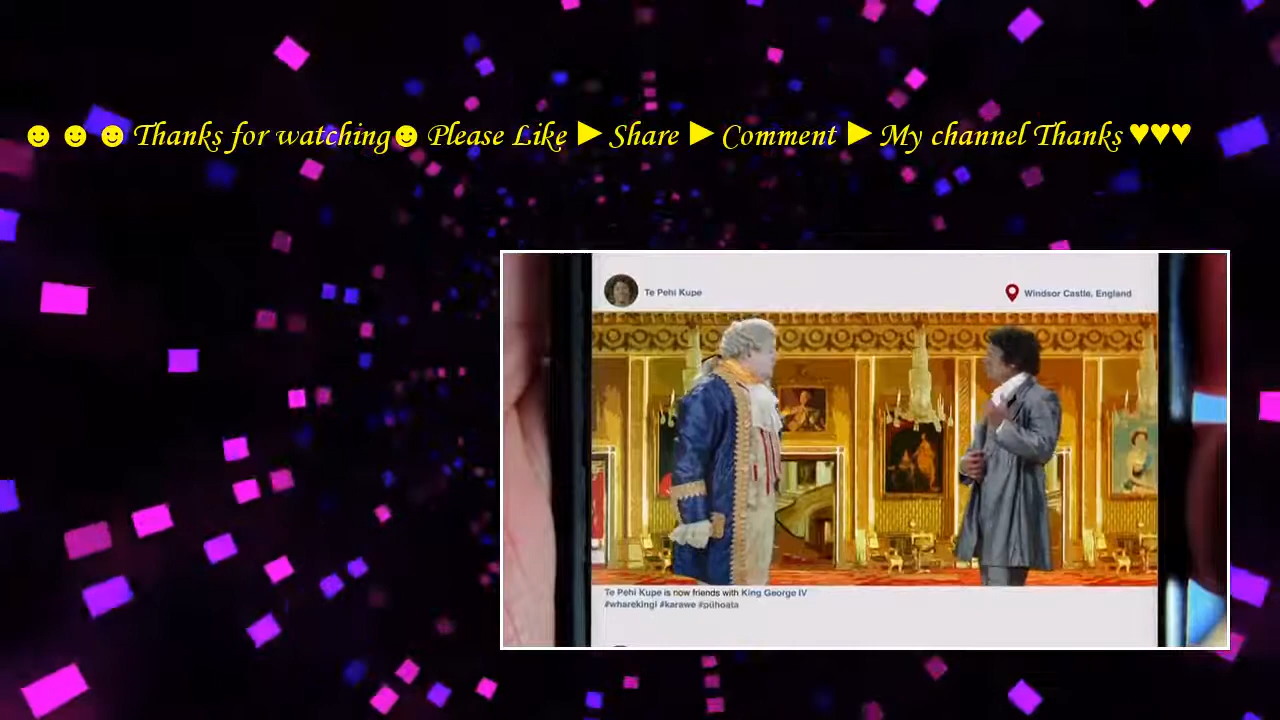 ☻ ☻ ☻ Thanks for watching☻ Please Like ► Share ► Comment ► My channel Thanks ♥♥♥
Te Pehi Kupe
Windsor Castle, England
Te Pehi Kupe is now friends with King George IV
#wharekingi #karawe #pūhoata